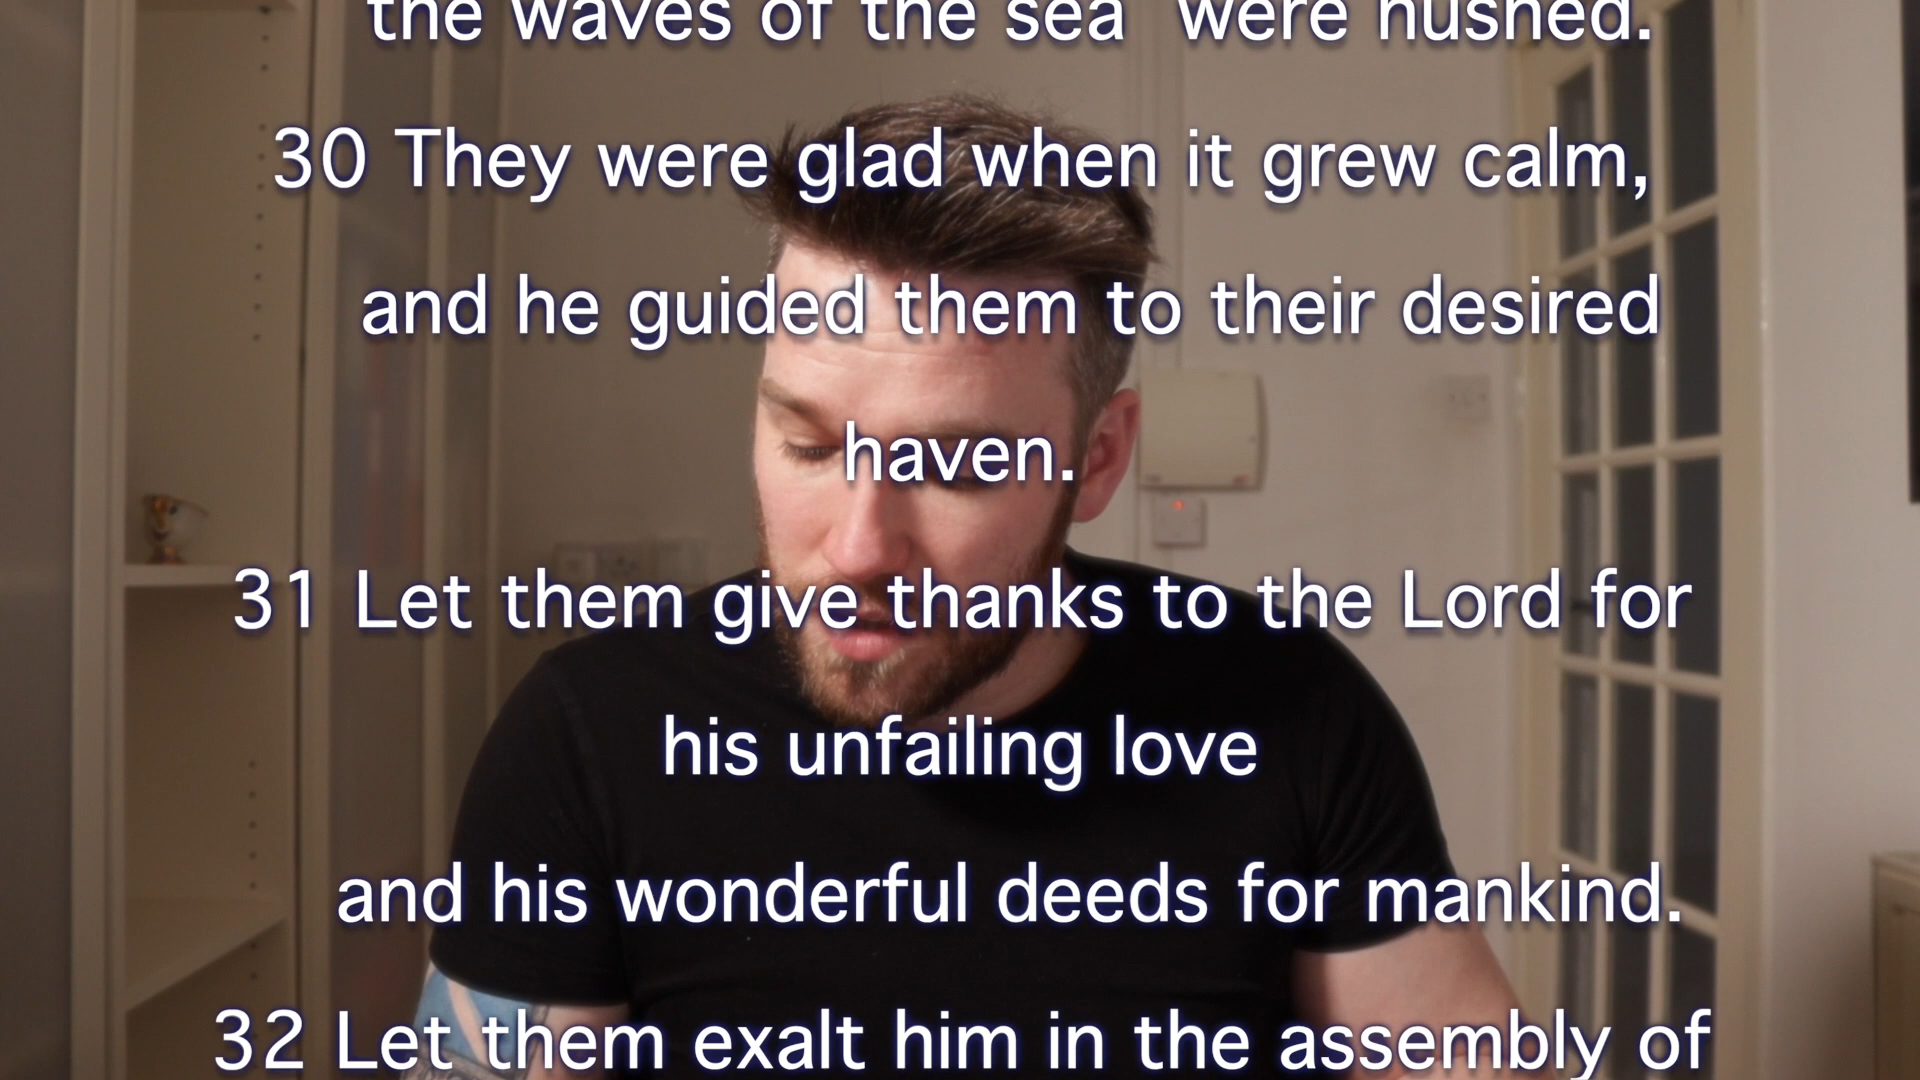 the waves of the sea were hushed.
30 They were glad when it grew calm,
and he guided them to their desired
haven.
31 Let them give thanks to the Lord for
his unfailing love
and his wonderful deeds for mankind.
32 Let them exalt him in the assembly of